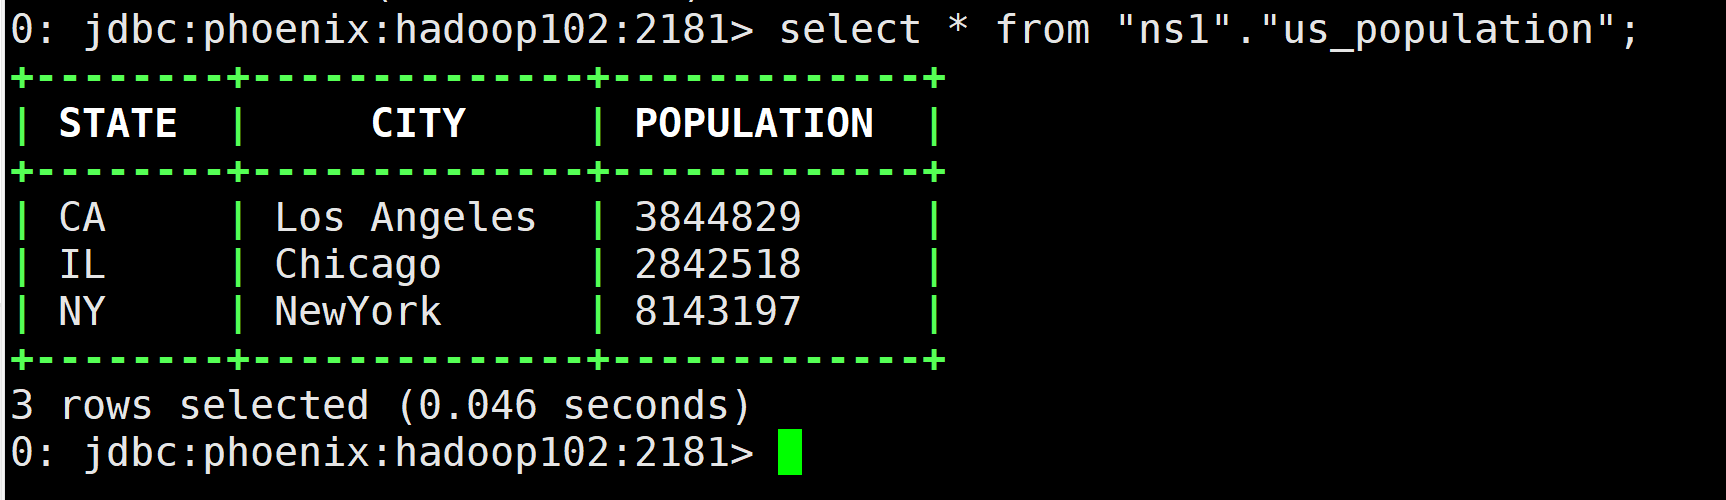 0: jdbc:phoenix:hadoop102:2181> select * from "ns1"."us_population";
+--------+--------------+-------------+
| STATE  |     CITY     | POPULATION  |
+--------+--------------+-------------+
| CA     | Los Angeles  | 3844829     |
| IL     | Chicago      | 2842518     |
| NY     | NewYork      | 8143197     |
+--------+--------------+-------------+
3 rows selected (0.046 seconds)
0: jdbc:phoenix:hadoop102:2181>